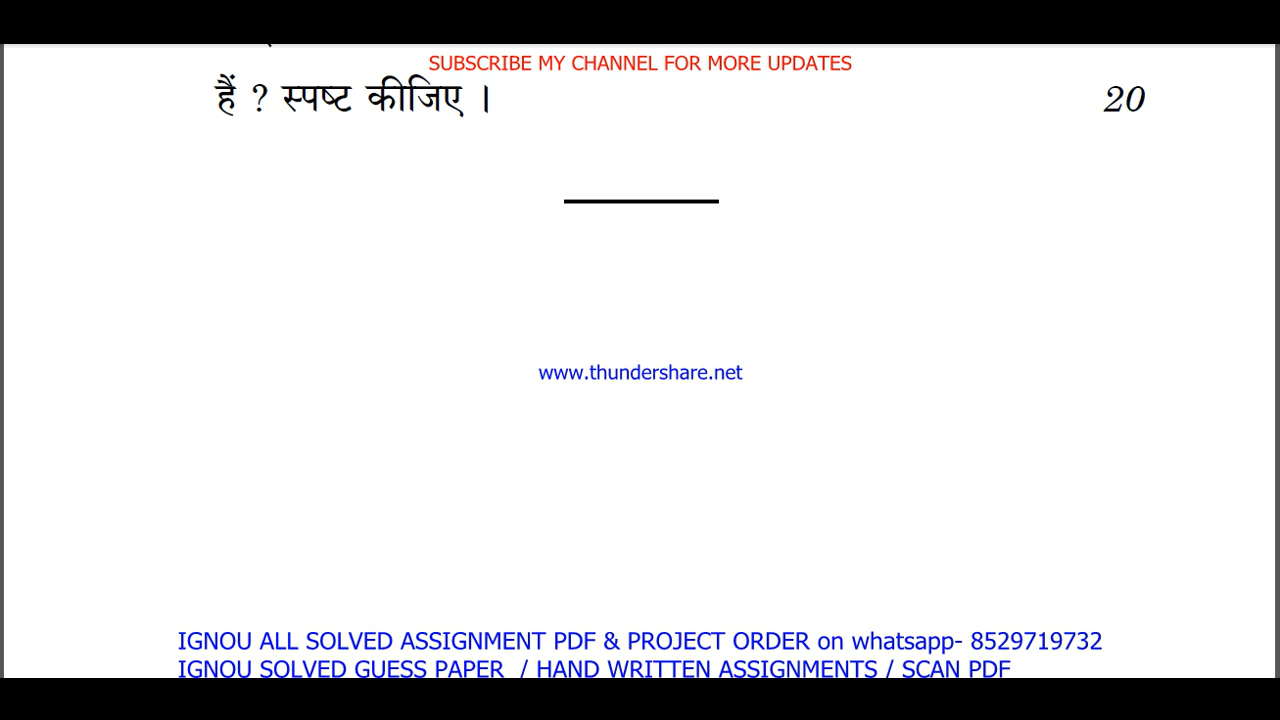 SUBSCRIBE MY CHANNEL FOR MORE UPDATES
हैं ? स्पष्ट कीजिए । 20
www.thundershare.net
IGNOU ALL SOLVED ASSIGNMENT PDF & PROJECT ORDER on whatsapp- 8529719732
IGNOU SOLVED GUESS PAPER / HAND WRITTEN ASSIGNMENTS / SCAN PDF